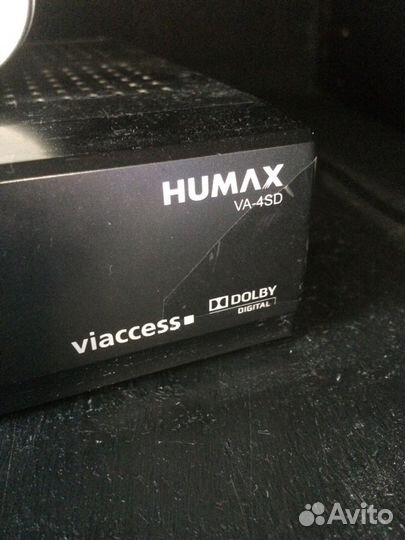 HUMAX
VA-4SD
DOLBY
DIGITAL
viaccess
Avito